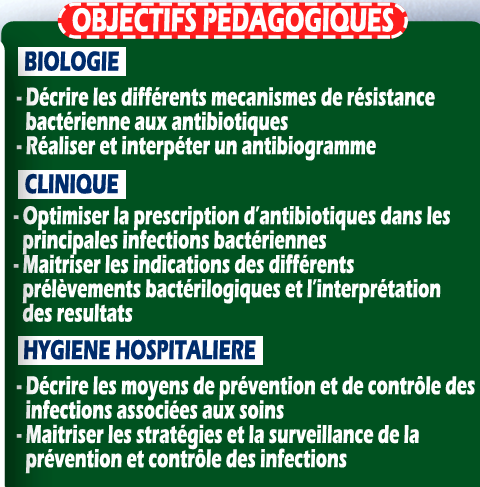 OBJECTIFS PEDAGOGIQUES
BIOLOGIE
- Décrire les différents mecanismes de résistance
bactérienne aux antibiotiques
- Réaliser et interpéter un antibiogramme
CLINIQUE
- Optimiser la prescription d'antibiotiques dans les
principales infections bactériennes
- Maitriser les indications des différents
prélèvements bactérilogiques et l'interprétation
des resultats
HYGIENE HOSPITALIERE
- Décrire les moyens de prévention et de contrôle des
infections associées aux soins
- Maitriser les stratégies et la surveillance de la
prévention et contrôle des infections